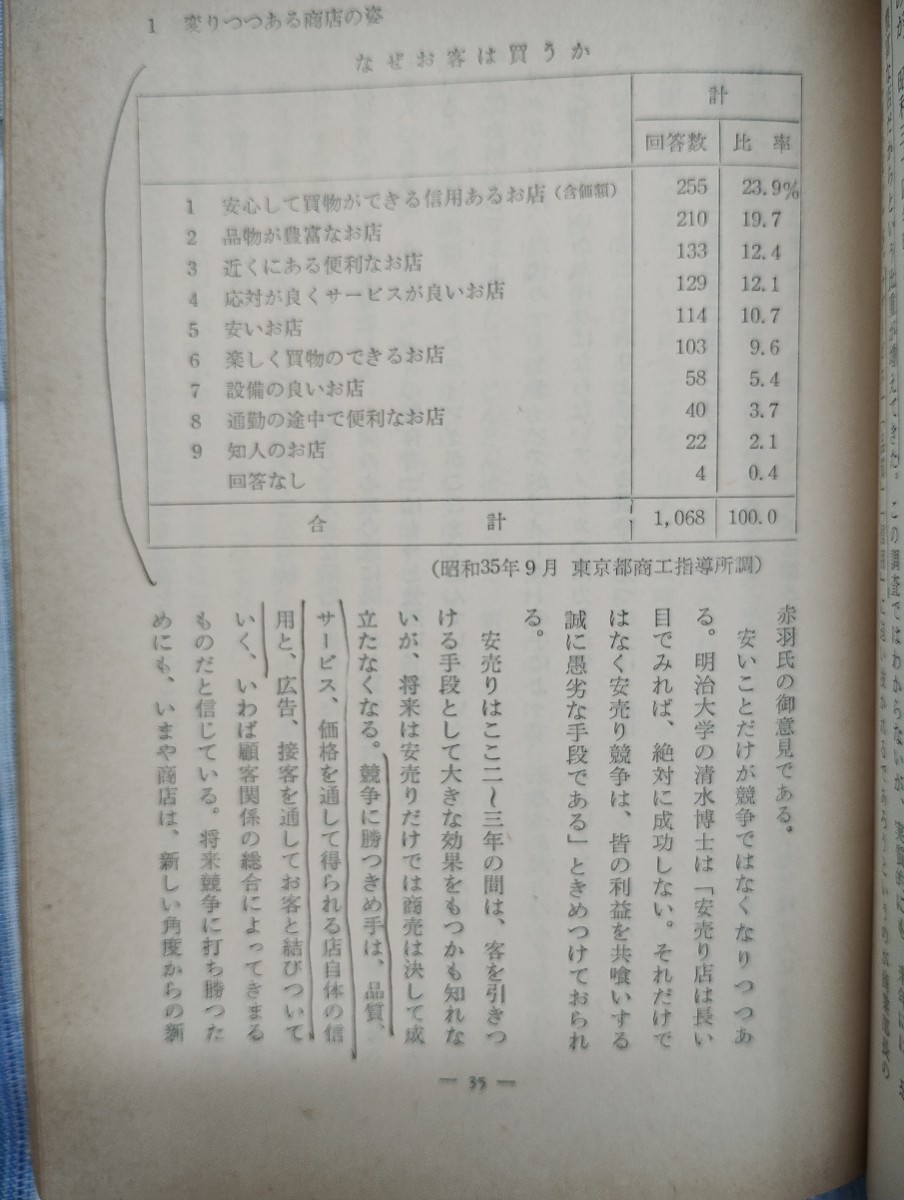 1 変りつつある商店の姿
なぜお客は買うか
計
回答数 比率
1 安心して買物ができる信用あるお店(含価額) 255 23.9%
2 品物が豊富なお店 210 19.7
3 近くにある便利なお店 133 12.4
4 応対が良くサービスが良いお店 129 12.1
5 安いお店 114 10.7
6 楽しく買物のできるお店 103 9.6
7 設備の良いお店 58 5.4
8 通勤の途中で便利なお店 40 3.7
9 知人のお店 22 2.1
回答なし 4 0.4
合計 1,068 100.0
(昭和35年9月 東京都商工指導所調)
赤羽氏の御意見である。
安いことだけが競争ではなくなりつつあ
る。明治大学の清水博士は「安売り店は長い
目でみれば、絶対に成功しない。それだけで
はなく安売り競争は、皆の利益を共喰いする
誠に愚劣な手段である」ときめつけておられ
る。
安売りはここ二〜三年の間は、客を引きつ
ける手段として大きな効果をもつかも知れな
いが、将来は安売りだけでは商売は決して成
立たなくなる。競争に勝つきめ手は、品質、
サービス、価格を通して得られる店自体の信
用と、広告、接客を通してお客と結びついて
いく、いわば顧客関係の総合によってきまる
ものだと信じている。将来競争に打ち勝つた
めにも、いまや商店は、新しい角度からの新
— 35 —